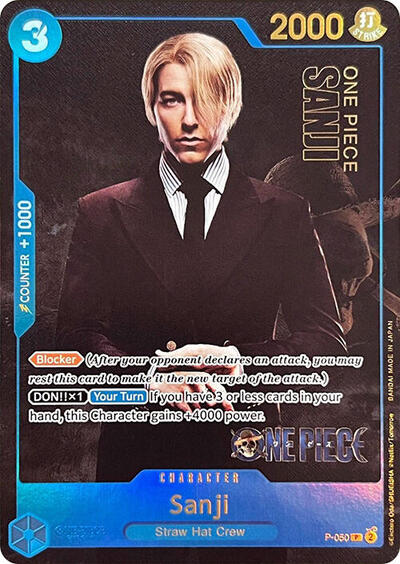 3
2000
打
STRIKE
ONE PIECE
SANJI
COUNTER +1000
Blocker (After your opponent declares an attack, you may
rest this card to make it the new target of the attack.)
DON!!×1 Your Turn If you have 3 or less cards in your
hand, this Character gains +4000 power.
ONE PIECE
BANDAI MADE IN JAPAN
CHARACTER
Sanji
Straw Hat Crew
P-050 P 2